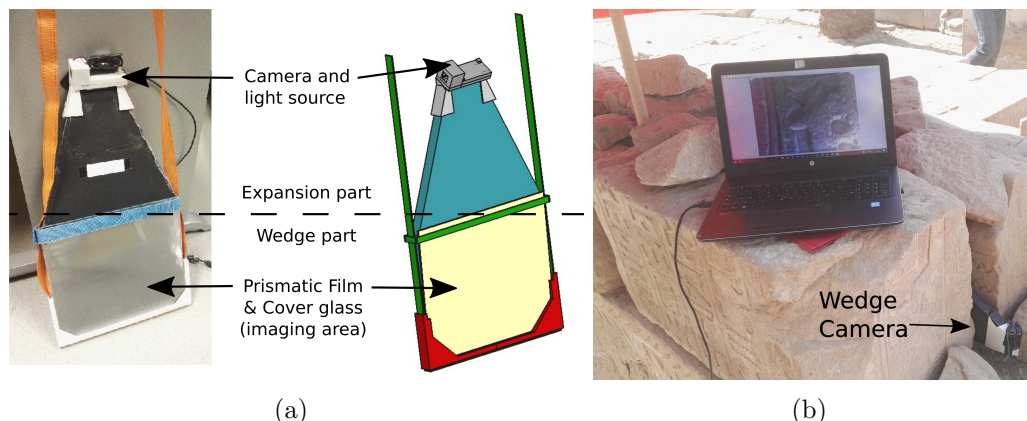 Camera and
light source
Expansion part
Wedge part
Prismatic Film
& Cover glass
(imaging area)
Wedge
Camera
(a)
(b)